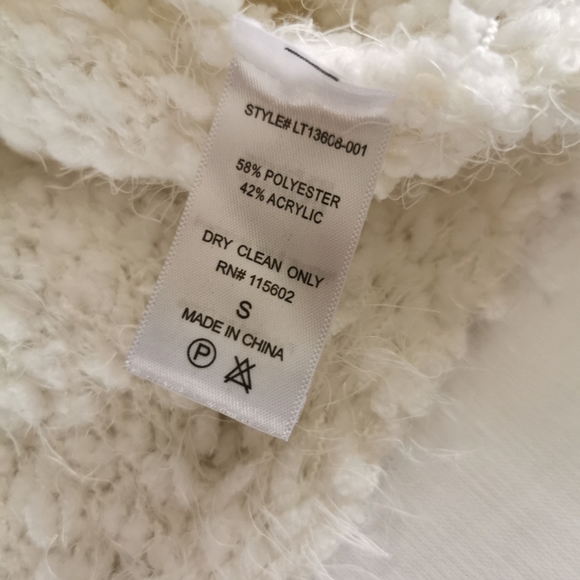 STYLE# LT13608-001
58% POLYESTER
42% ACRYLIC
DRY CLEAN ONLY
RN# 115602
S
MADE IN CHINA
P